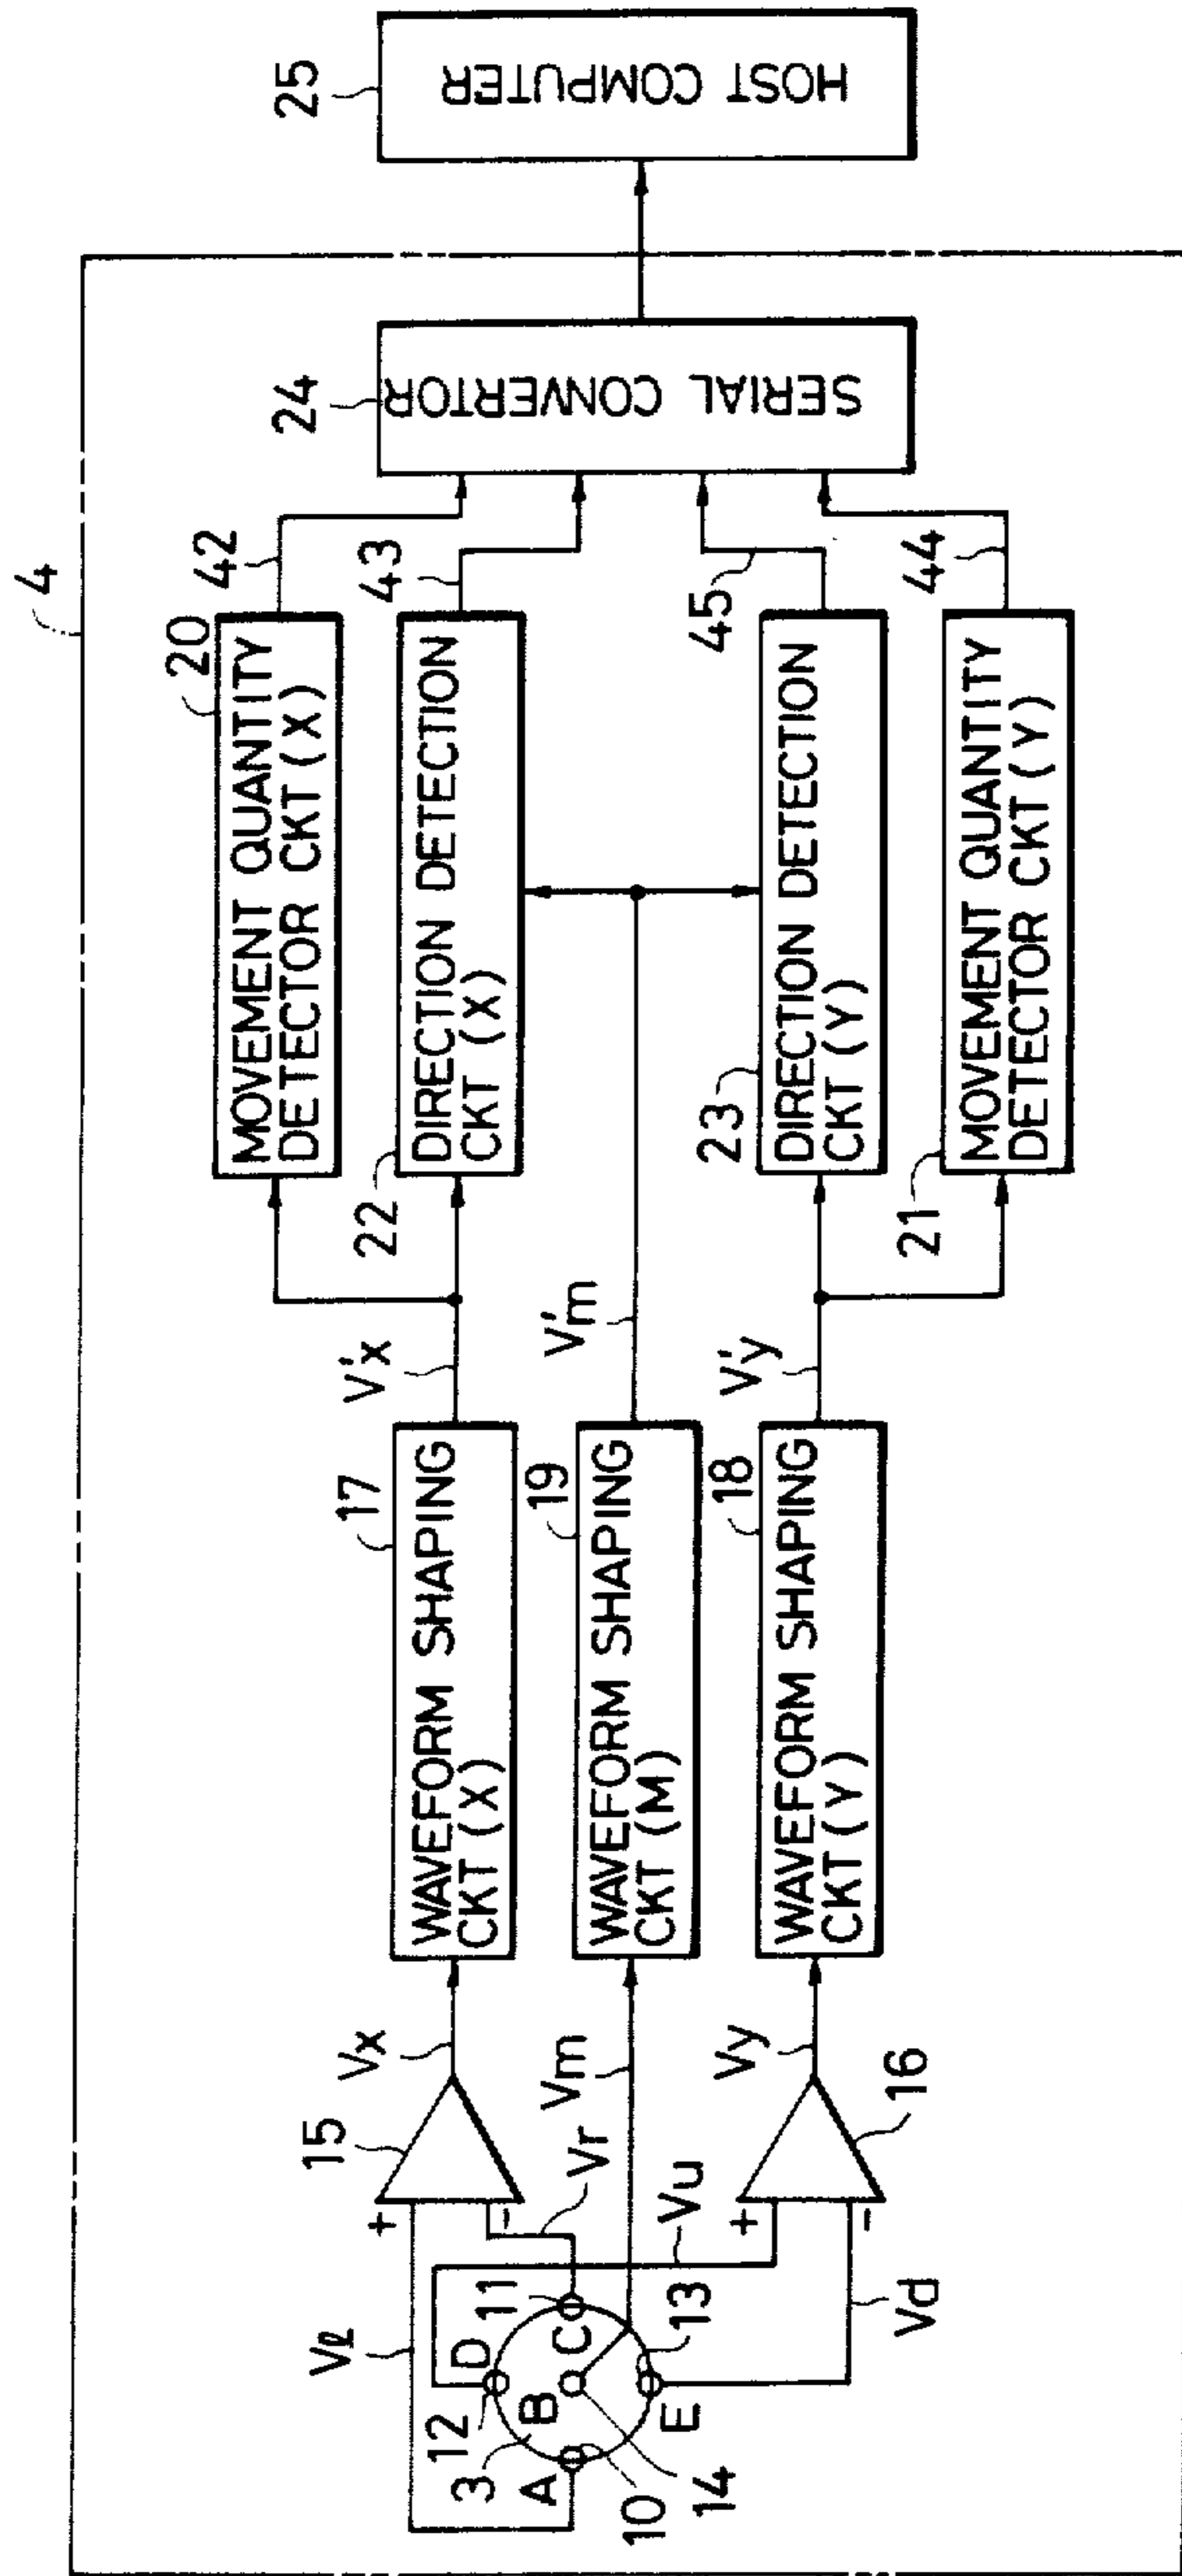 4
25
HOST COMPUTER
24
SERIAL CONVERTOR
20
MOVEMENT QUANTITY
DETECTOR CKT (X)
42
22
DIRECTION DETECTION
CKT (X)
43
23
DIRECTION DETECTION
CKT (Y)
45
21
MOVEMENT QUANTITY
DETECTOR CKT (Y)
44
V'x
V'm
V'y
17
WAVEFORM SHAPING
CKT (X)
19
WAVEFORM SHAPING
CKT (M)
18
WAVEFORM SHAPING
CKT (Y)
Vx
Vm
Vy
15
+
-
16
+
-
Vℓ
Vr
Vu
Vd
12
D
11
C
3
B
A
10
14
E
13